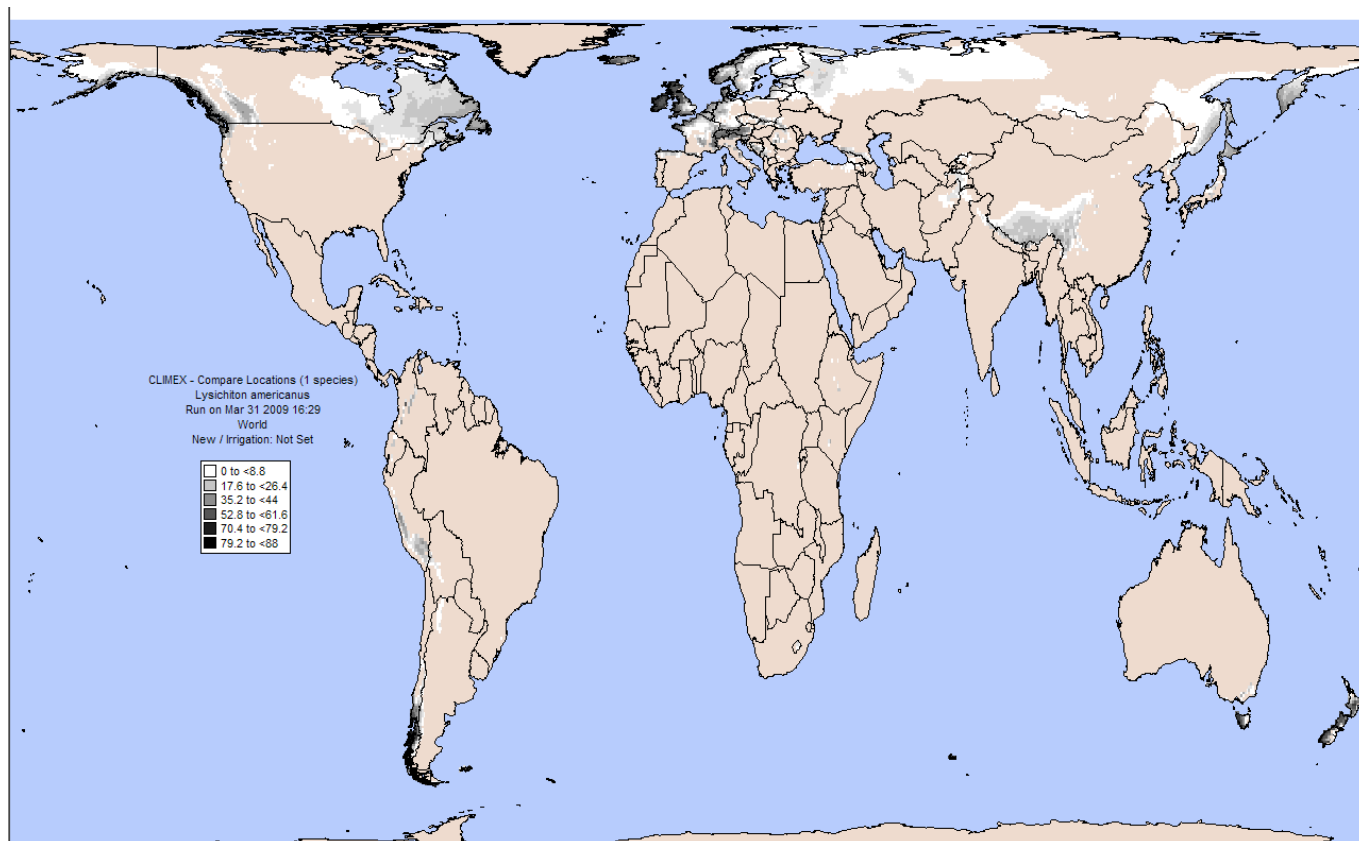 CLIMEX - Compare Locations (1 species)
Lysichiton americanus
Run on Mar 31 2009 16:29
World
New / Irrigation: Not Set
0 to <8.8
17.6 to <26.4
35.2 to <44
52.8 to <61.6
70.4 to <79.2
79.2 to <88